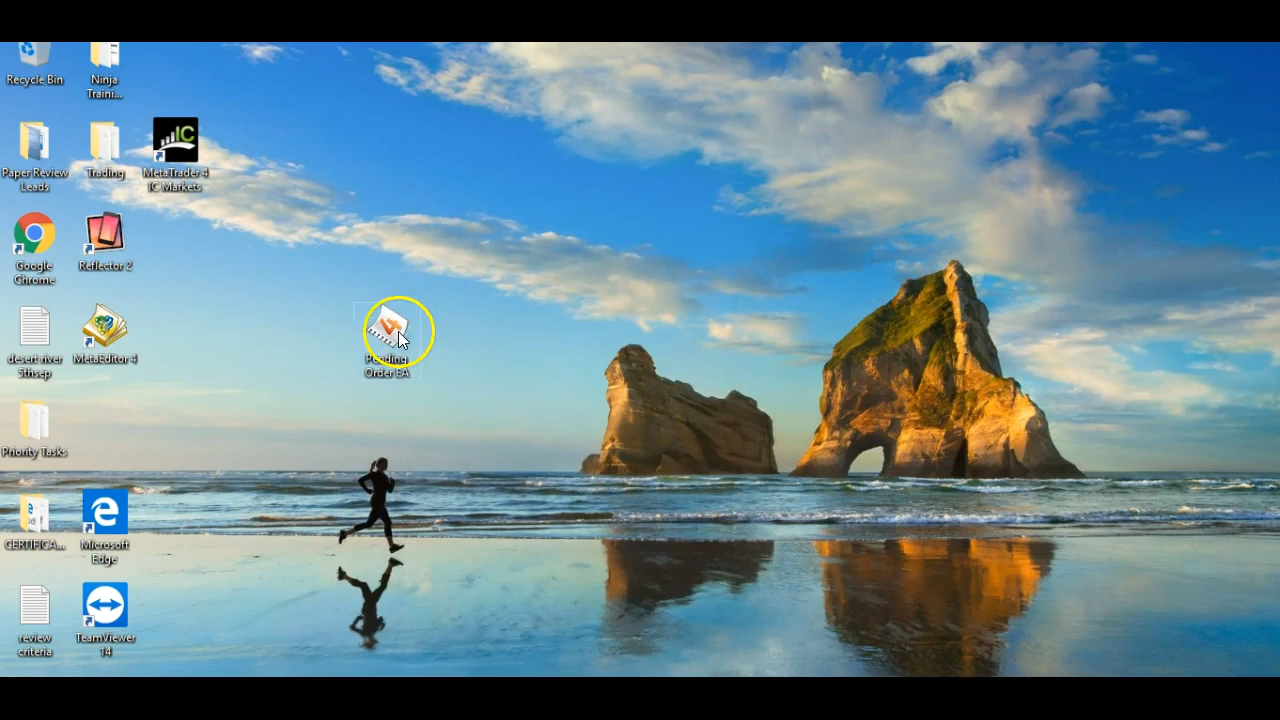 Recycle Bin
Ninja
Traini...
Paper Review
Leads
Trading
MetaTrader 4
IC Markets
IC
Google
Chrome
Reflector 2
desert river
5thsep
MetaEditor 4
Pending
Order EA
Priority Tasks
CERTIFICA...
Microsoft
Edge
review
criteria
TeamViewer
14